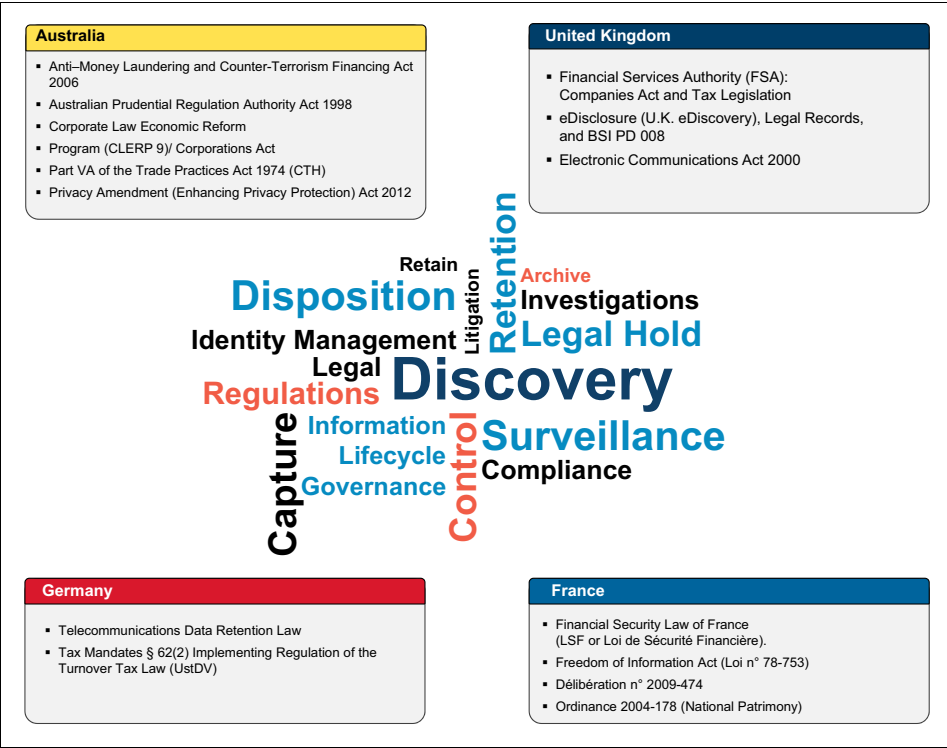 Australia
▪ Anti–Money Laundering and Counter-Terrorism Financing Act
2006
▪ Australian Prudential Regulation Authority Act 1998
▪ Corporate Law Economic Reform
▪ Program (CLERP 9)/ Corporations Act
▪ Part VA of the Trade Practices Act 1974 (CTH)
▪ Privacy Amendment (Enhancing Privacy Protection) Act 2012
United Kingdom
▪ Financial Services Authority (FSA):
Companies Act and Tax Legislation
▪ eDisclosure (U.K. eDiscovery), Legal Records,
and BSI PD 008
▪ Electronic Communications Act 2000
Retain
Disposition
Litigation
Retention
Archive
Investigations
Identity Management
Legal Hold
Legal
Discovery
Regulations
Capture
Information
Lifecycle
Governance
Control
Surveillance
Compliance
Germany
▪ Telecommunications Data Retention Law
▪ Tax Mandates § 62(2) Implementing Regulation of the
Turnover Tax Law (UstDV)
France
▪ Financial Security Law of France
(LSF or Loi de Sécurité Financière).
▪ Freedom of Information Act (Loi n° 78-753)
▪ Délibération n° 2009-474
▪ Ordinance 2004-178 (National Patrimony)